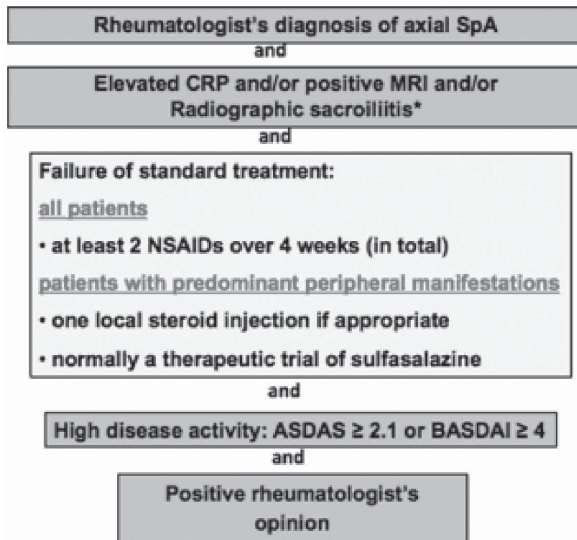 Rheumatologist's diagnosis of axial SpA
and
Elevated CRP and/or positive MRI and/or
Radiographic sacroiliitis*
and
Failure of standard treatment:
all patients
• at least 2 NSAIDs over 4 weeks (in total)
patients with predominant peripheral manifestations
• one local steroid injection if appropriate
• normally a therapeutic trial of sulfasalazine
and
High disease activity: ASDAS ≥ 2.1 or BASDAI ≥ 4
and
Positive rheumatologist's
opinion